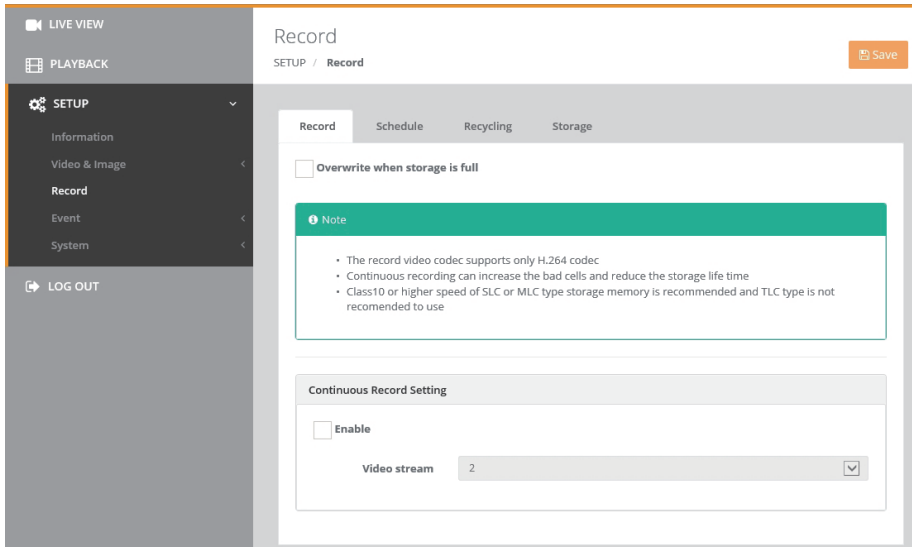 LIVE VIEW
PLAYBACK
SETUP
Information
Video & Image
Record
Event
System
LOG OUT
Record
SETUP / Record
Save
Record Schedule Recycling Storage
Overwrite when storage is full
Note
• The record video codec supports only H.264 codec
• Continuous recording can increase the bad cells and reduce the storage life time
• Class10 or higher speed of SLC or MLC type storage memory is recommended and TLC type is not
recomended to use
Continuous Record Setting
Enable
Video stream 2